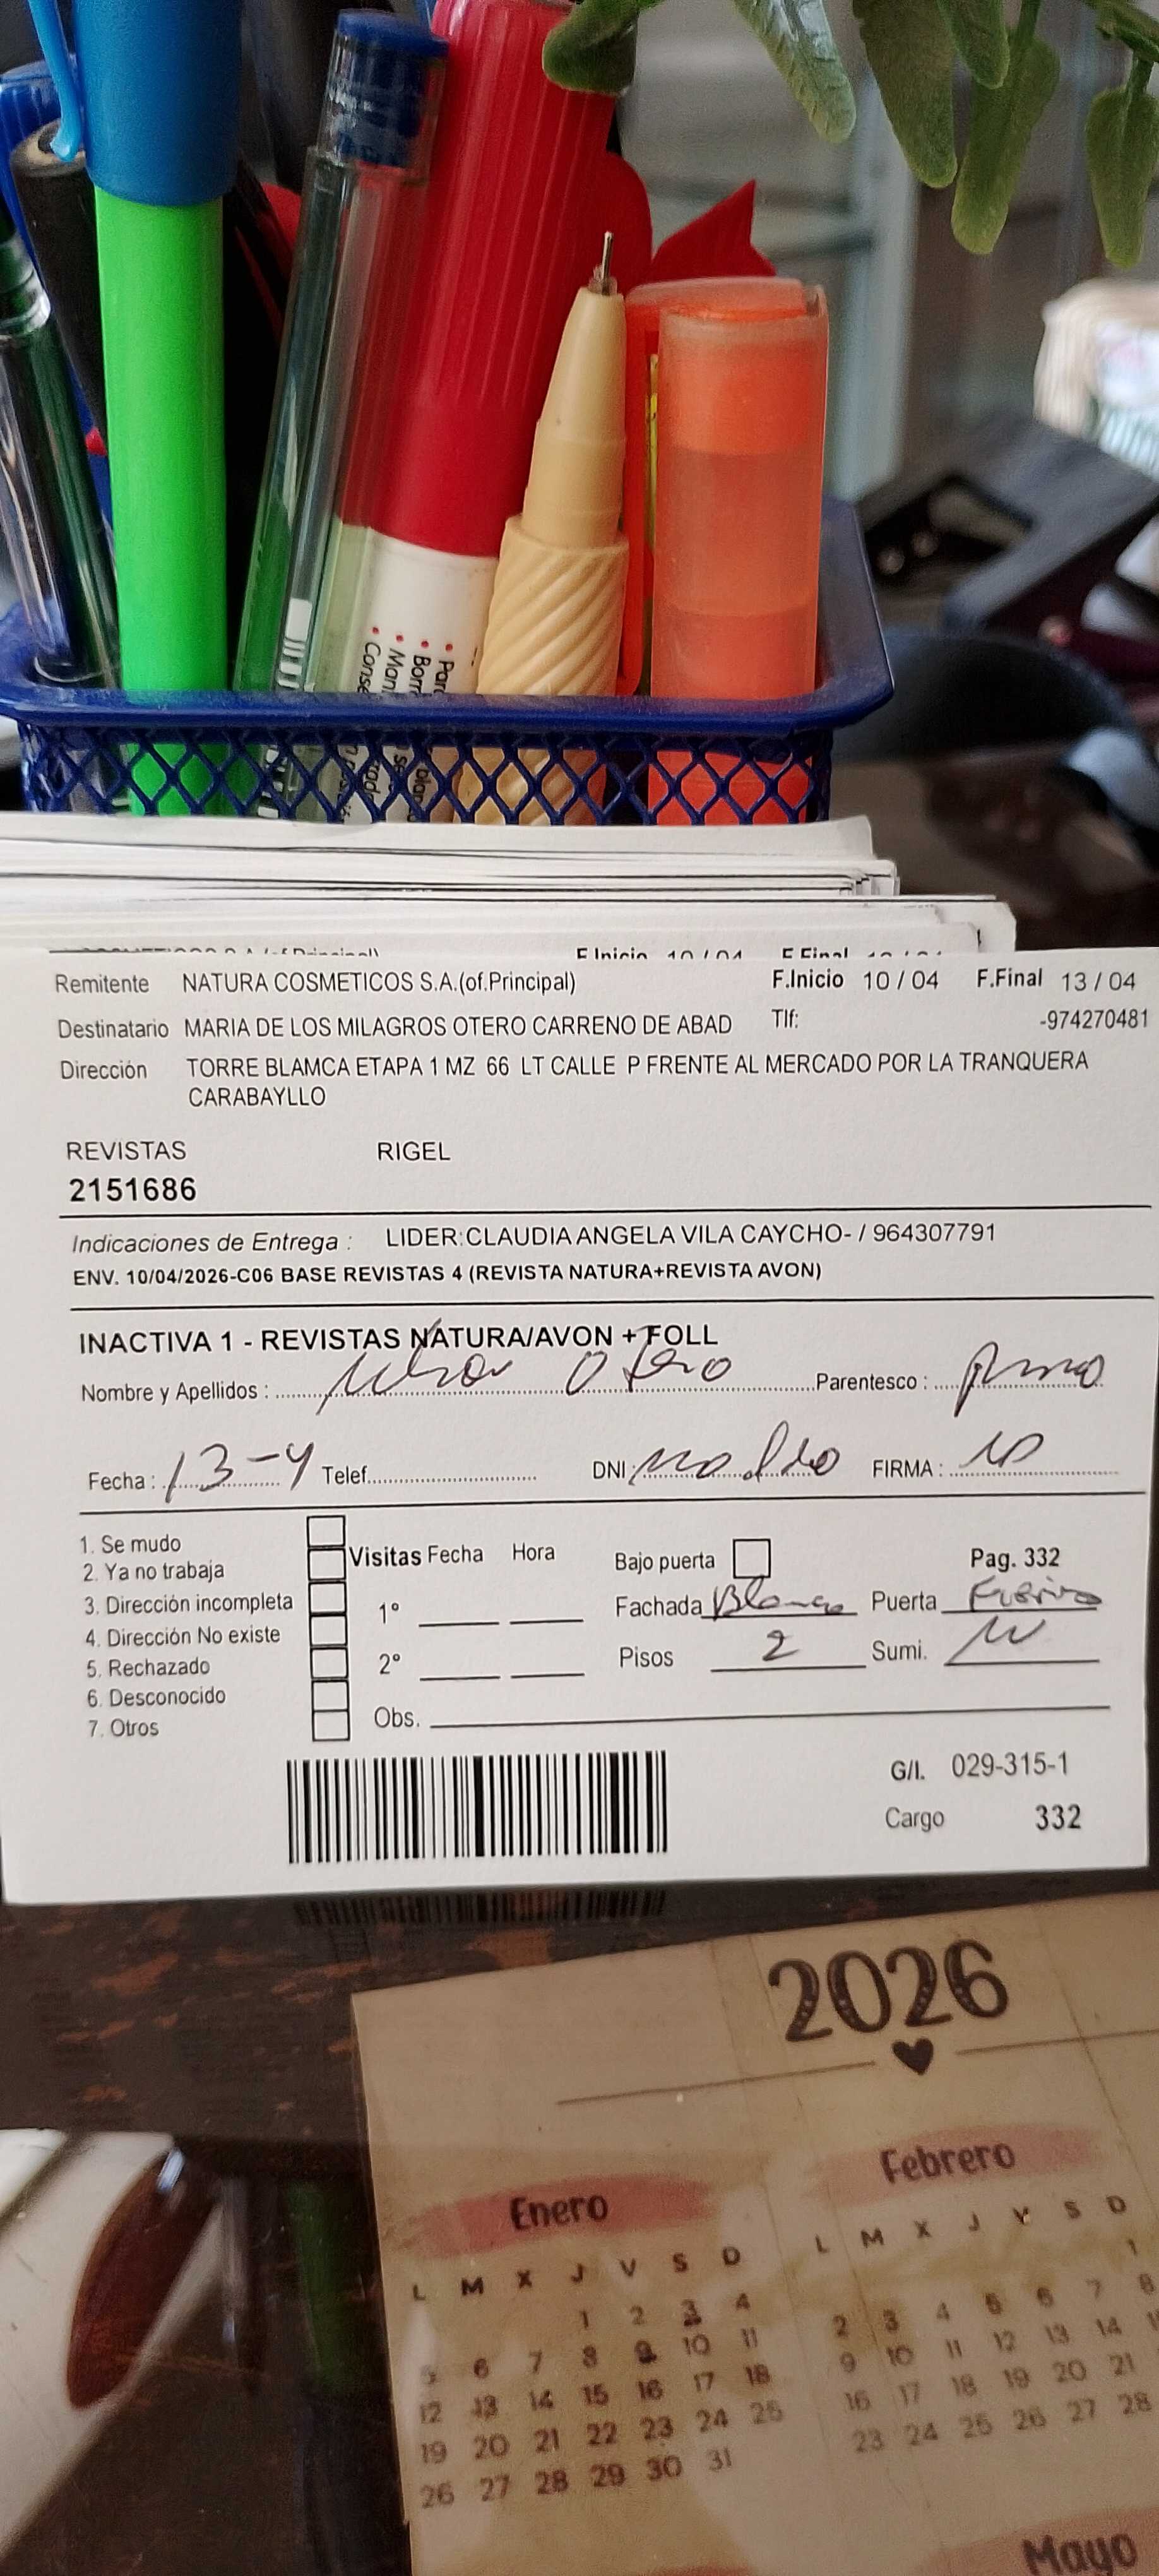 Remitente NATURA COSMETICOS S.A.(of.Principal) F.Inicio 10 / 04 F.Final 13 / 04
Destinatario MARIA DE LOS MILAGROS OTERO CARRENO DE ABAD Tlf: -974270481
Dirección TORRE BLAMCA ETAPA 1 MZ 66 LT CALLE P FRENTE AL MERCADO POR LA TRANQUERA
CARABAYLLO
REVISTAS RIGEL
2151686
Indicaciones de Entrega : LIDER:CLAUDIA ANGELA VILA CAYCHO- / 964307791
ENV. 10/04/2026-C06 BASE REVISTAS 4 (REVISTA NATURA+REVISTA AVON)
INACTIVA 1 - REVISTAS NATURA/AVON + FOLL
Nombre y Apellidos : Otero Parentesco :
Fecha : 13-4 Telef. DNI : FIRMA :
1. Se mudo
2. Ya no trabaja
3. Dirección incompleta
4. Dirección No existe
5. Rechazado
6. Desconocido
7. Otros
Visitas Fecha Hora
1°
2°
Obs.
Bajo puerta Pag. 332
Fachada Blanca Puerta
Pisos 2 Sumi.
G/I. 029-315-1
Cargo 332
2026
Enero
L M X J V S D
1 2 3 4
5 6 7 8 9 10 11
12 13 14 15 16 17 18
19 20 21 22 23 24 25
26 27 28 29 30 31
Febrero
L M X J V S D
1
2 3 4 5 6 7 8
9 10 11 12 13 14
16 17 18 19 20 21
23 24 25 26 27 28
Mayo